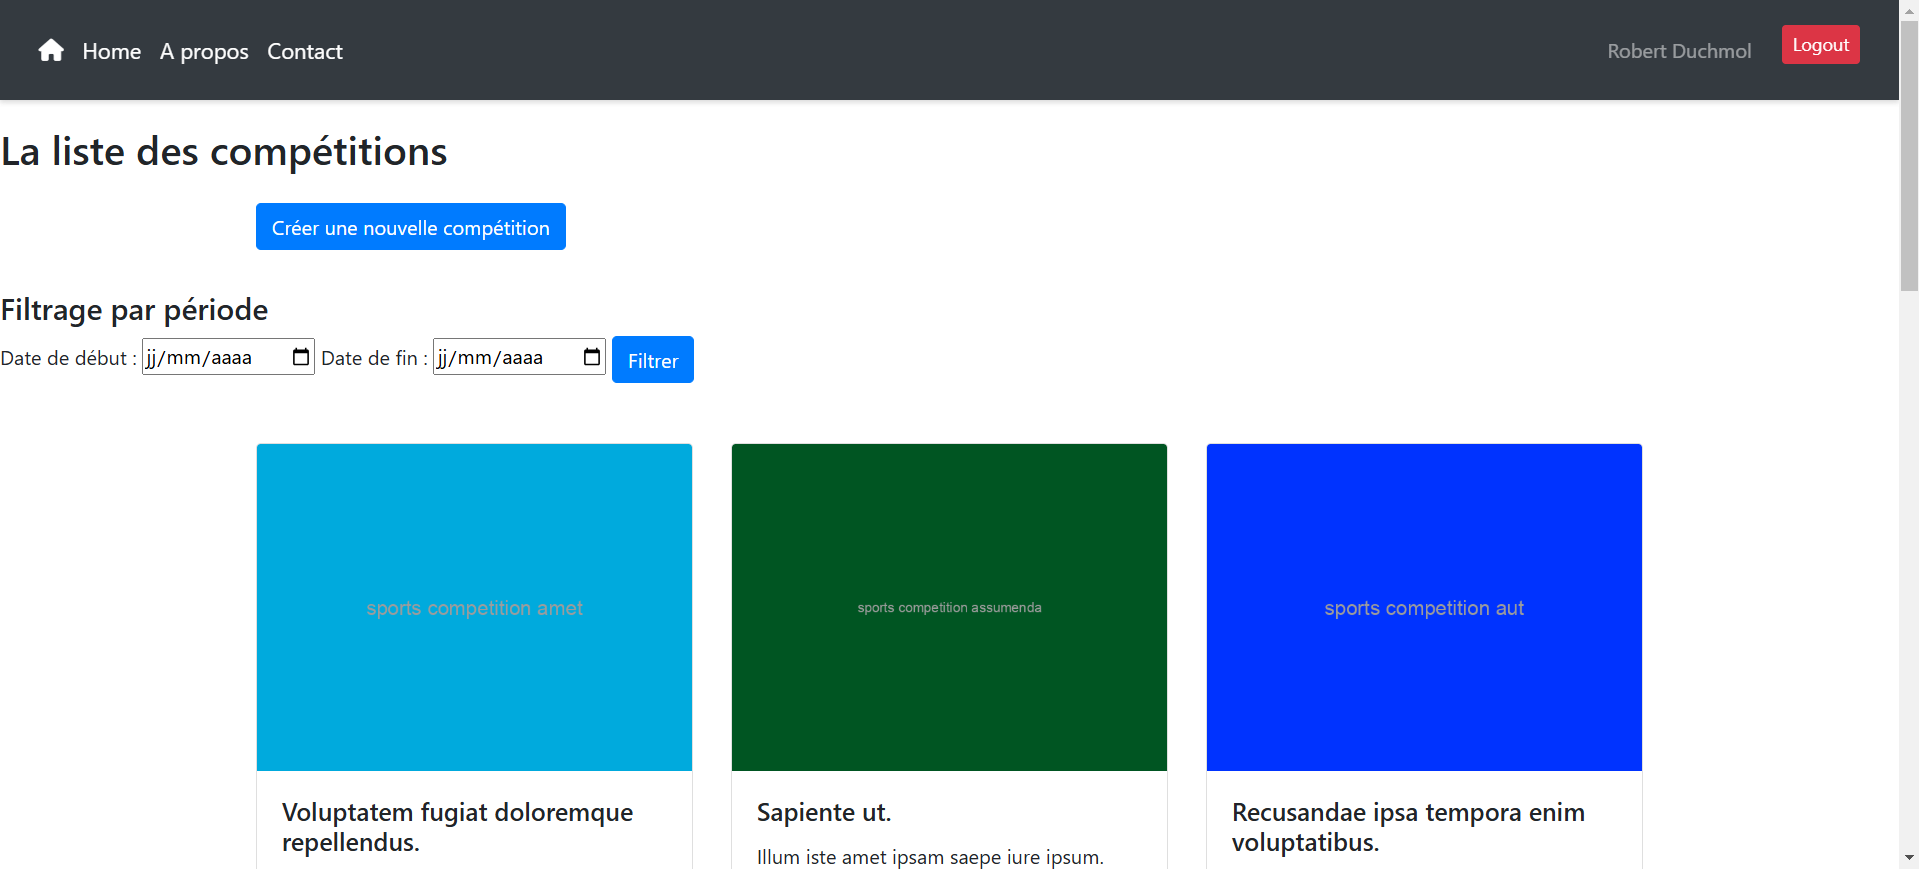 Home A propos Contact Robert Duchmol Logout
La liste des compétitions
Créer une nouvelle compétition
Filtrage par période
Date de début : jj/mm/aaaa Date de fin : jj/mm/aaaa Filtrer
sports competition amet
sports competition assumenda
sports competition aut
Voluptatem fugiat doloremque
repellendus.
Sapiente ut.
Illum iste amet ipsam saepe iure ipsum.
Recusandae ipsa tempora enim
voluptatibus.